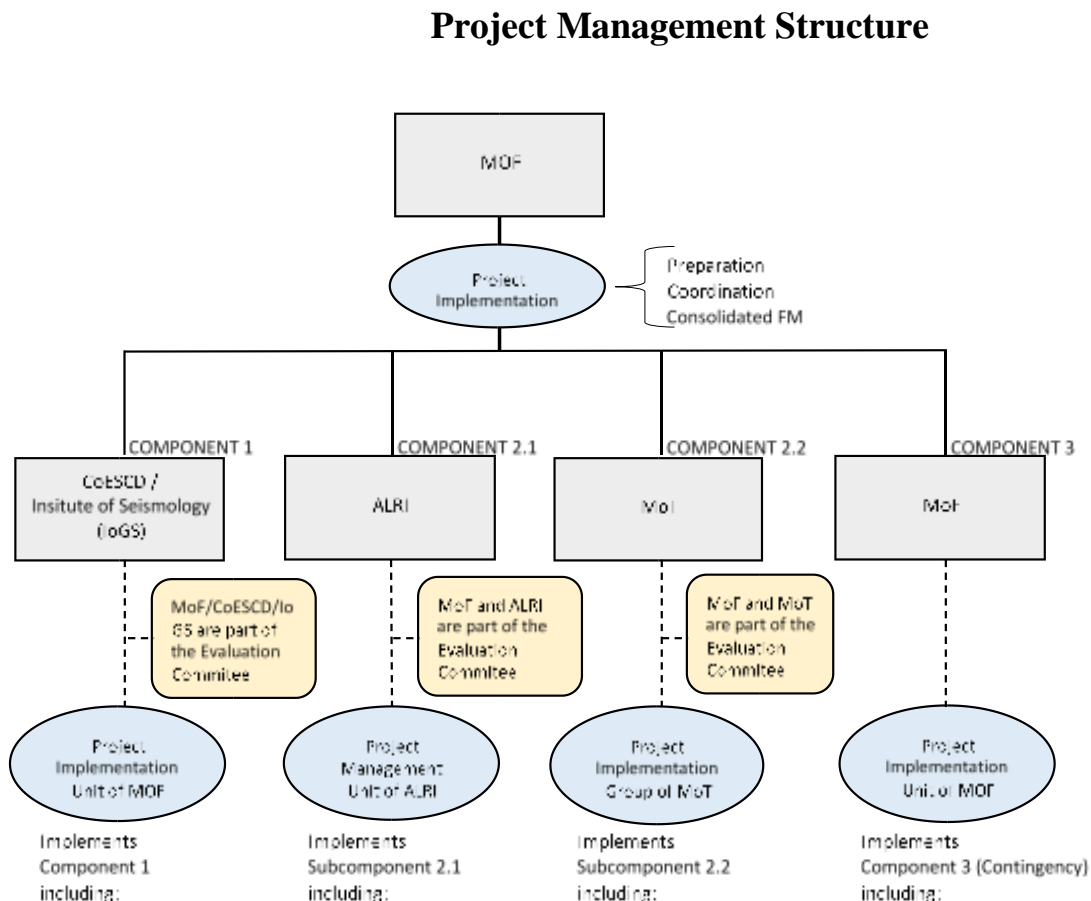 Project Management Structure
MOF
Project
Implementation
Preparation
Coordination
Consolidated FM
COMPONENT 1
COMPONENT 2.1
COMPONENT 2.2
COMPONENT 3
CoESCD /
Insitute of Seismology
(IoGS)
ALRI
MoT
MoF
MoF/CoESCD/Io
GS are part of
the Evaluation
Commitee
MoF and ALRI
are part of the
Evaluation
Commitee
MoF and MoT
are part of the
Evaluation
Commitee
Project
Implementation
Unit of MOF
Project
Management
Unit of ALRI
Project
Implementation
Group of MoT
Project
Implementation
Unit of MOF
Implements
Component 1
including:
Implements
Subcomponent 2.1
including:
Implements
Subcomponent 2.2
including:
Implements
Component 3 (Contingency)
including: